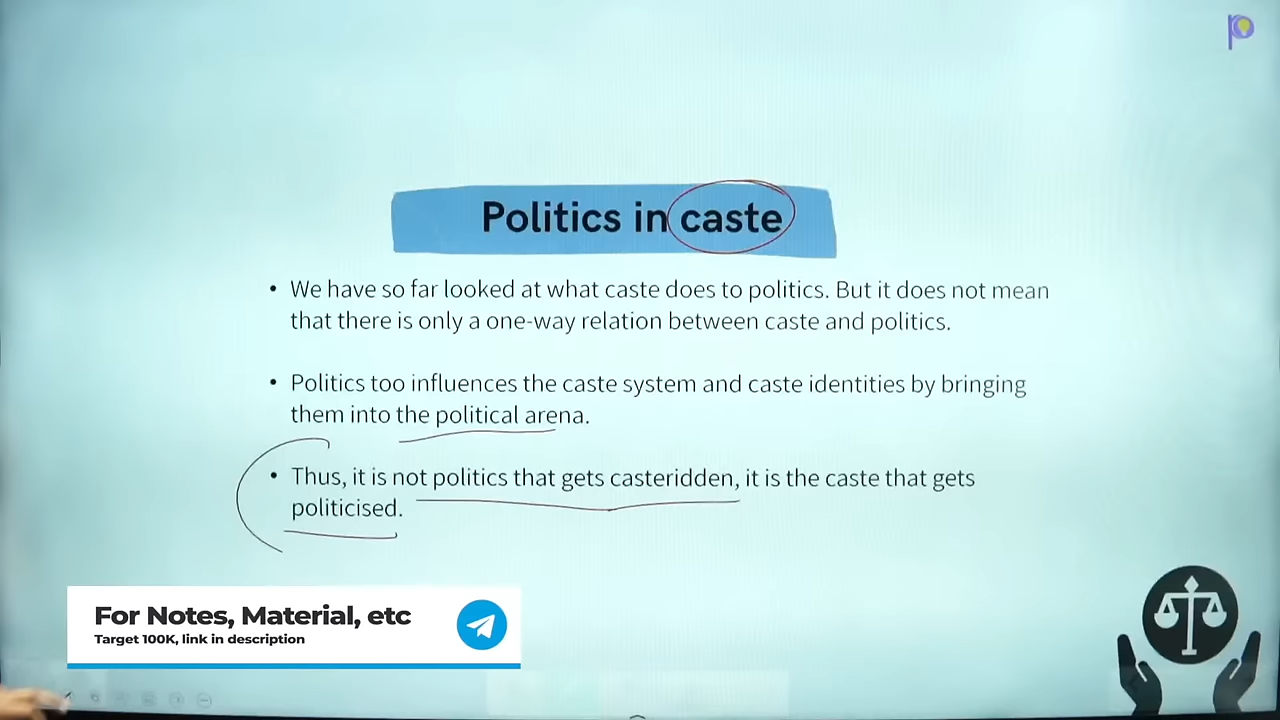 Politics in caste
• We have so far looked at what caste does to politics. But it does not mean
that there is only a one-way relation between caste and politics.
• Politics too influences the caste system and caste identities by bringing
them into the political arena.
• Thus, it is not politics that gets casteridden, it is the caste that gets
politicised.
For Notes, Material, etc
Target 100K, link in description